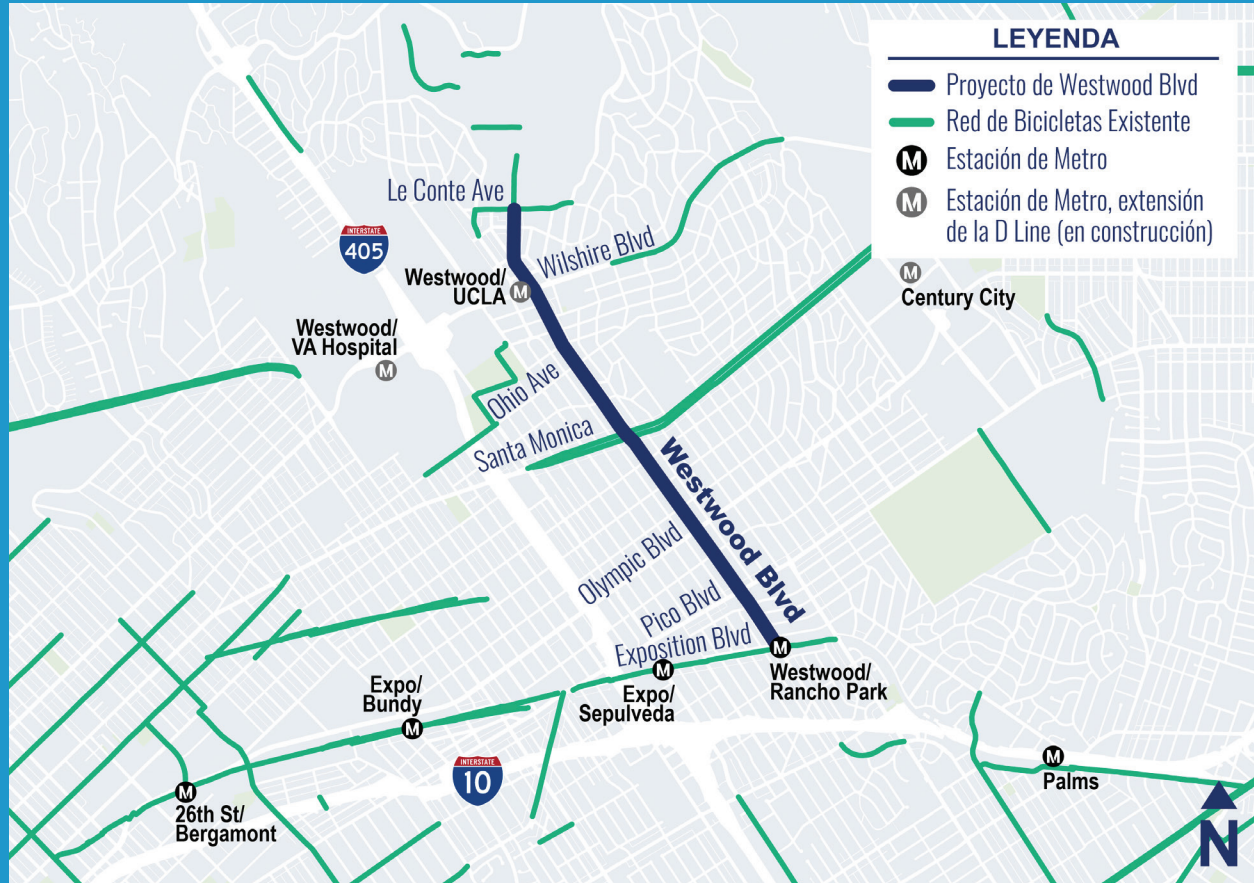 LEYENDA
Proyecto de Westwood Blvd
Red de Bicicletas Existente
M
Estación de Metro
M
Estación de Metro, extensión
de la D Line (en construcción)
Le Conte Ave
INTERSTATE
405
Wilshire Blvd
Westwood/
UCLA
M
M
Century City
Westwood/
VA Hospital
M
Ohio Ave
Santa Monica
Westwood Blvd
Olympic Blvd
Pico Blvd
Exposition Blvd
M
Westwood/
Rancho Park
M
Expo/
Sepulveda
Expo/
Bundy
M
INTERSTATE
10
M
Palms
M
26th St/
Bergamont
N